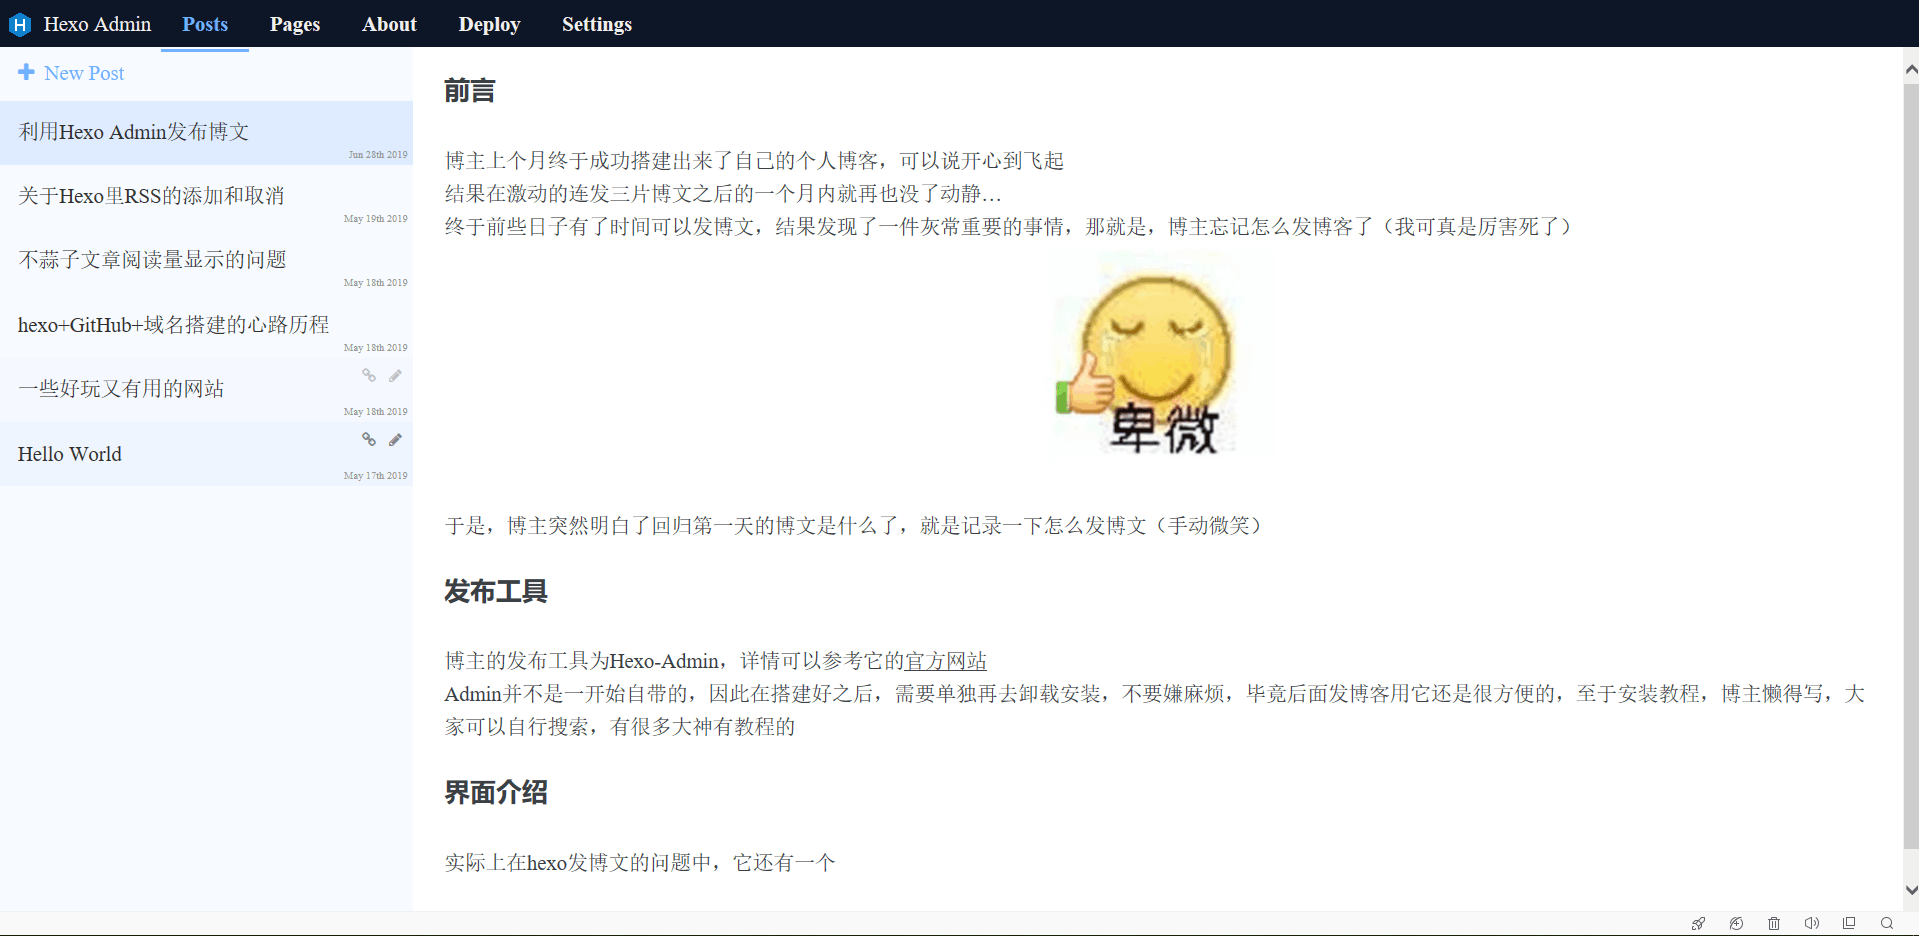 Hexo Admin
Posts
Pages
About
Deploy
Settings
New Post
利用Hexo Admin发布博文
Jun 28th 2019
关于Hexo里RSS的添加和取消
May 19th 2019
不蒜子文章阅读量显示的问题
May 18th 2019
hexo+GitHub+域名搭建的心路历程
May 18th 2019
一些好玩又有用的网站
May 18th 2019
Hello World
May 17th 2019
前言
博主上个月终于成功搭建出来了自己的个人博客，可以说开心到飞起
结果在激动的连发三片博文之后的一个月内就再也没了动静…
终于前些日子有了时间可以发博文，结果发现了一件灰常重要的事情，那就是，博主忘记怎么发博客了（我可真是厉害死了）
卑微
于是，博主突然明白了回归第一天的博文是什么了，就是记录一下怎么发博文（手动微笑）
发布工具
博主的发布工具为Hexo-Admin，详情可以参考它的官方网站
Admin并不是一开始自带的，因此在搭建好之后，需要单独再去卸载安装，不要嫌麻烦，毕竟后面发博客用它还是很方便的，至于安装教程，博主懒得写，大
家可以自行搜索，有很多大神有教程的
界面介绍
实际上在hexo发博文的问题中，它还有一个